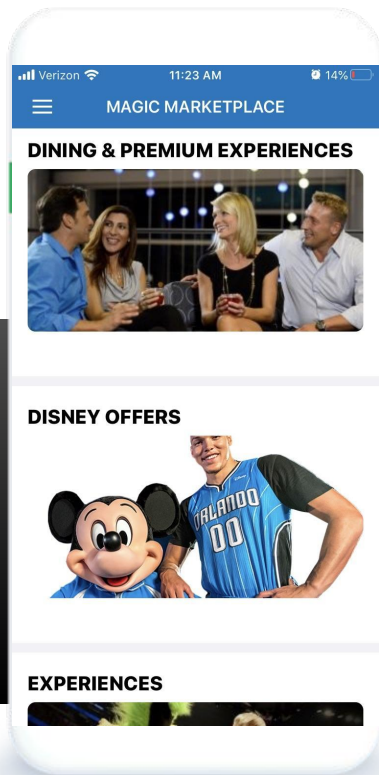 Verizon 11:23 AM 14%
MAGIC MARKETPLACE
DINING & PREMIUM EXPERIENCES
DISNEY OFFERS
ORLANDO
00
EXPERIENCES